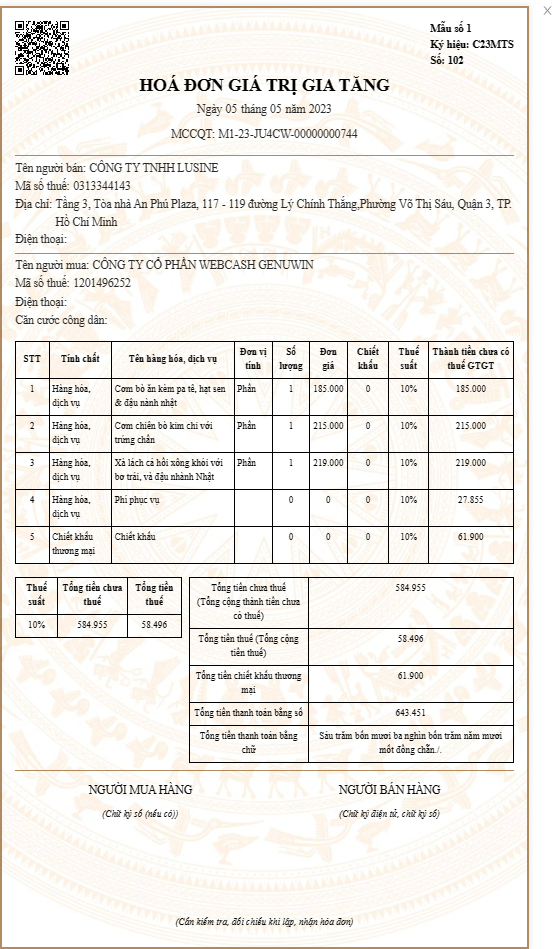 Mẫu số 1
Ký hiệu: C23MTS
Số: 102
HOÁ ĐƠN GIÁ TRỊ GIA TĂNG
Ngày 05 tháng 05 năm 2023
MCCQT: M1-23-JU4CW-00000000744
Tên người bán: CÔNG TY TNHH LUSINE
Mã số thuế: 0313344143
Địa chỉ: Tầng 3, Tòa nhà An Phú Plaza, 117 - 119 đường Lý Chính Thắng,Phường Võ Thị Sáu, Quận 3, TP.
Hồ Chí Minh
Điện thoại:
Tên người mua: CÔNG TY CỔ PHẦN WEBCASH GENUWIN
Mã số thuế: 1201496252
Điện thoại:
Căn cước công dân:
STT Tính chất Tên hàng hóa, dịch vụ Đơn vị tính Số lượng Đơn giá Chiết khấu Thuế suất Thành tiền chưa có thuế GTGT
1 Hàng hóa, dịch vụ Cơm bò ăn kèm pa tê, hạt sen & đậu nành nhật Phần 1 185.000 0 10% 185.000
2 Hàng hóa, dịch vụ Cơm chiên bò kim chi với trứng chần Phần 1 215.000 0 10% 215.000
3 Hàng hóa, dịch vụ Xà lách cá hồi xông khói với bơ trái, và đậu nhành Nhật Phần 1 219.000 0 10% 219.000
4 Hàng hóa, dịch vụ Phí phục vụ 0 0 0 10% 27.855
5 Chiết khấu thương mại Chiết khấu 0 0 0 10% 61.900
Thuế suất Tổng tiền chưa thuế Tổng tiền thuế
10% 584.955 58.496
Tổng tiền chưa thuế (Tổng cộng thành tiền chưa có thuế) 584.955
Tổng tiền thuế (Tổng cộng tiền thuế) 58.496
Tổng tiền chiết khấu thương mại 61.900
Tổng tiền thanh toán bằng số 643.451
Tổng tiền thanh toán bằng chữ Sáu trăm bốn mươi ba nghìn bốn trăm năm mươi mốt đồng chẵn./.
NGƯỜI MUA HÀNG NGƯỜI BÁN HÀNG
(Chữ ký số (nếu có)) (Chữ ký điện tử, chữ ký số)
(Cần kiểm tra, đối chiếu khi lập, nhận hóa đơn)